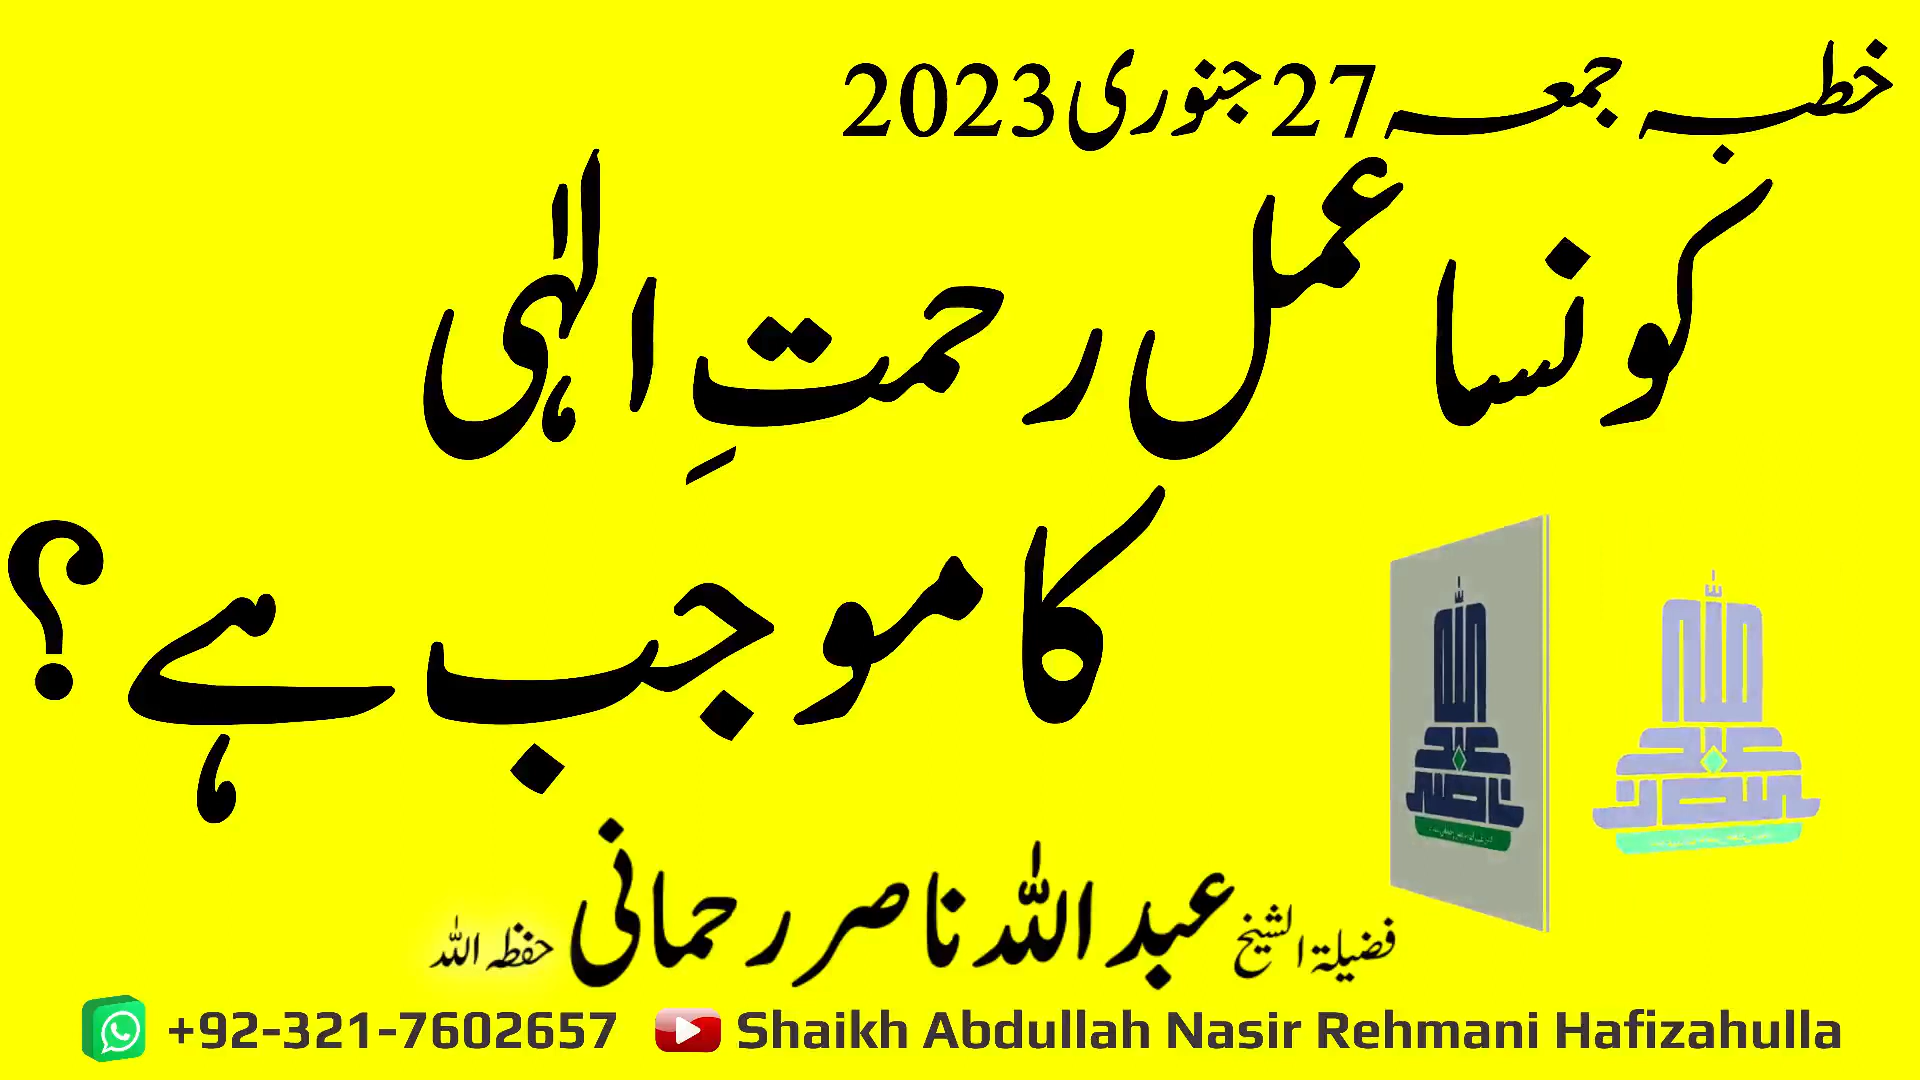 خطبہ جمعہ 27 جنوری 2023
کونسا عمل رحمتِ الٰہی
کا موجب ہے؟
فضیلۃ الشیخ عبداللہ ناصر رحمانی حفظہ اللہ
+92-321-7602657 Shaikh Abdullah Nasir Rehmani Hafizahulla